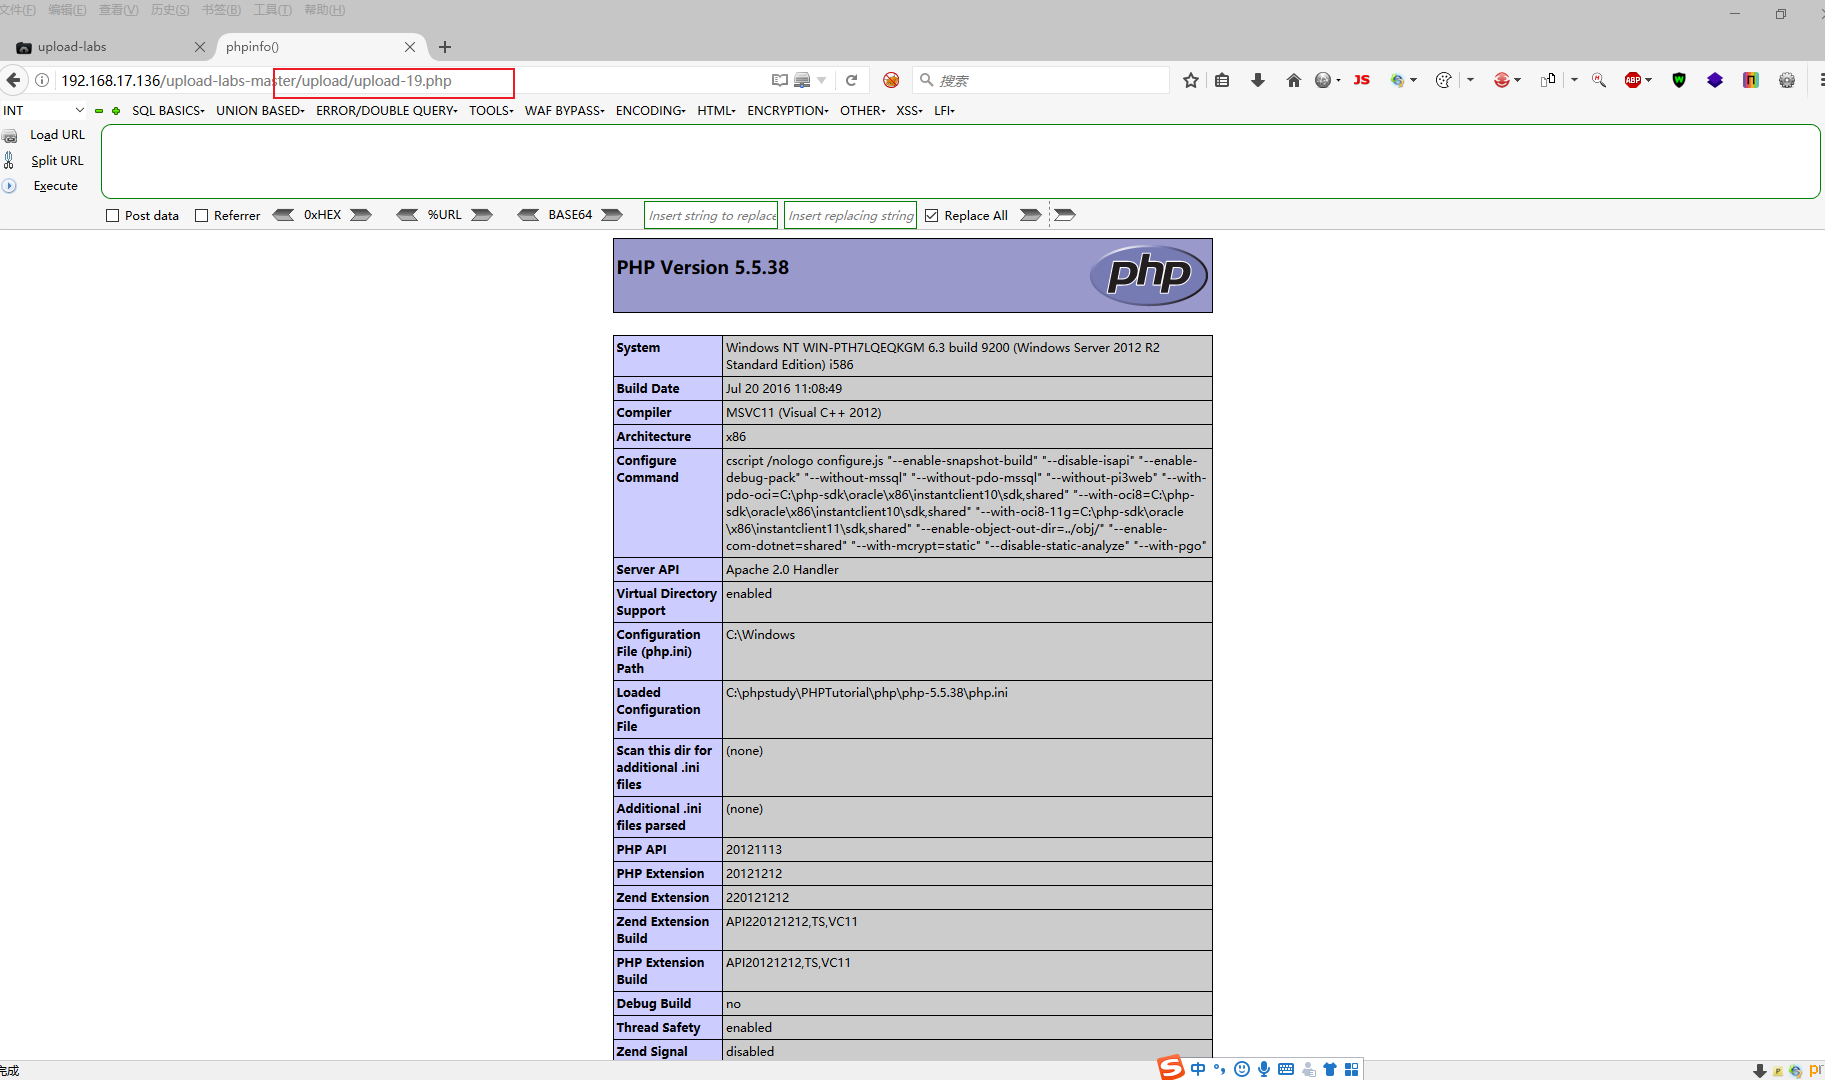 文件(F) 编辑(E) 查看(V) 历史(S) 书签(B) 工具(T) 帮助(H)
upload-labs phpinfo()
192.168.17.136/upload-labs-master/upload/upload-19.php 搜索 JS ABP
INT SQL BASICS UNION BASED ERROR/DOUBLE QUERY TOOLS WAF BYPASS ENCODING HTML ENCRYPTION OTHER XSS LFI
Load URL
Split URL
Execute
Post data Referrer 0xHEX %URL BASE64 Insert string to replace Insert replacing string Replace All
PHP Version 5.5.38 php
System Windows NT WIN-PTH7LQEQKGM 6.3 build 9200 (Windows Server 2012 R2
Standard Edition) i586
Build Date Jul 20 2016 11:08:49
Compiler MSVC11 (Visual C++ 2012)
Architecture x86
Configure
Command
cscript /nologo configure.js "--enable-snapshot-build" "--disable-isapi" "--enable-
debug-pack" "--without-mssql" "--without-pdo-mssql" "--without-pi3web" "--with-
pdo-oci=C:\php-sdk\oracle\x86\instantclient10\sdk,shared" "--with-oci8=C:\php-
sdk\oracle\x86\instantclient10\sdk,shared" "--with-oci8-11g=C:\php-sdk\oracle
\x86\instantclient11\sdk,shared" "--enable-object-out-dir=../obj/" "--enable-
com-dotnet=shared" "--with-mcrypt=static" "--disable-static-analyze" "--with-pgo"
Server API Apache 2.0 Handler
Virtual Directory
Support
enabled
Configuration
File (php.ini)
Path
C:\Windows
Loaded
Configuration
File
C:\phpstudy\PHPTutorial\php\php-5.5.38\php.ini
Scan this dir for
additional .ini
files
(none)
Additional .ini
files parsed
(none)
PHP API 20121113
PHP Extension 20121212
Zend Extension 220121212
Zend Extension
Build
API220121212,TS,VC11
PHP Extension
Build
API20121212,TS,VC11
Debug Build no
Thread Safety enabled
Zend Signal disabled
完成 中 pr